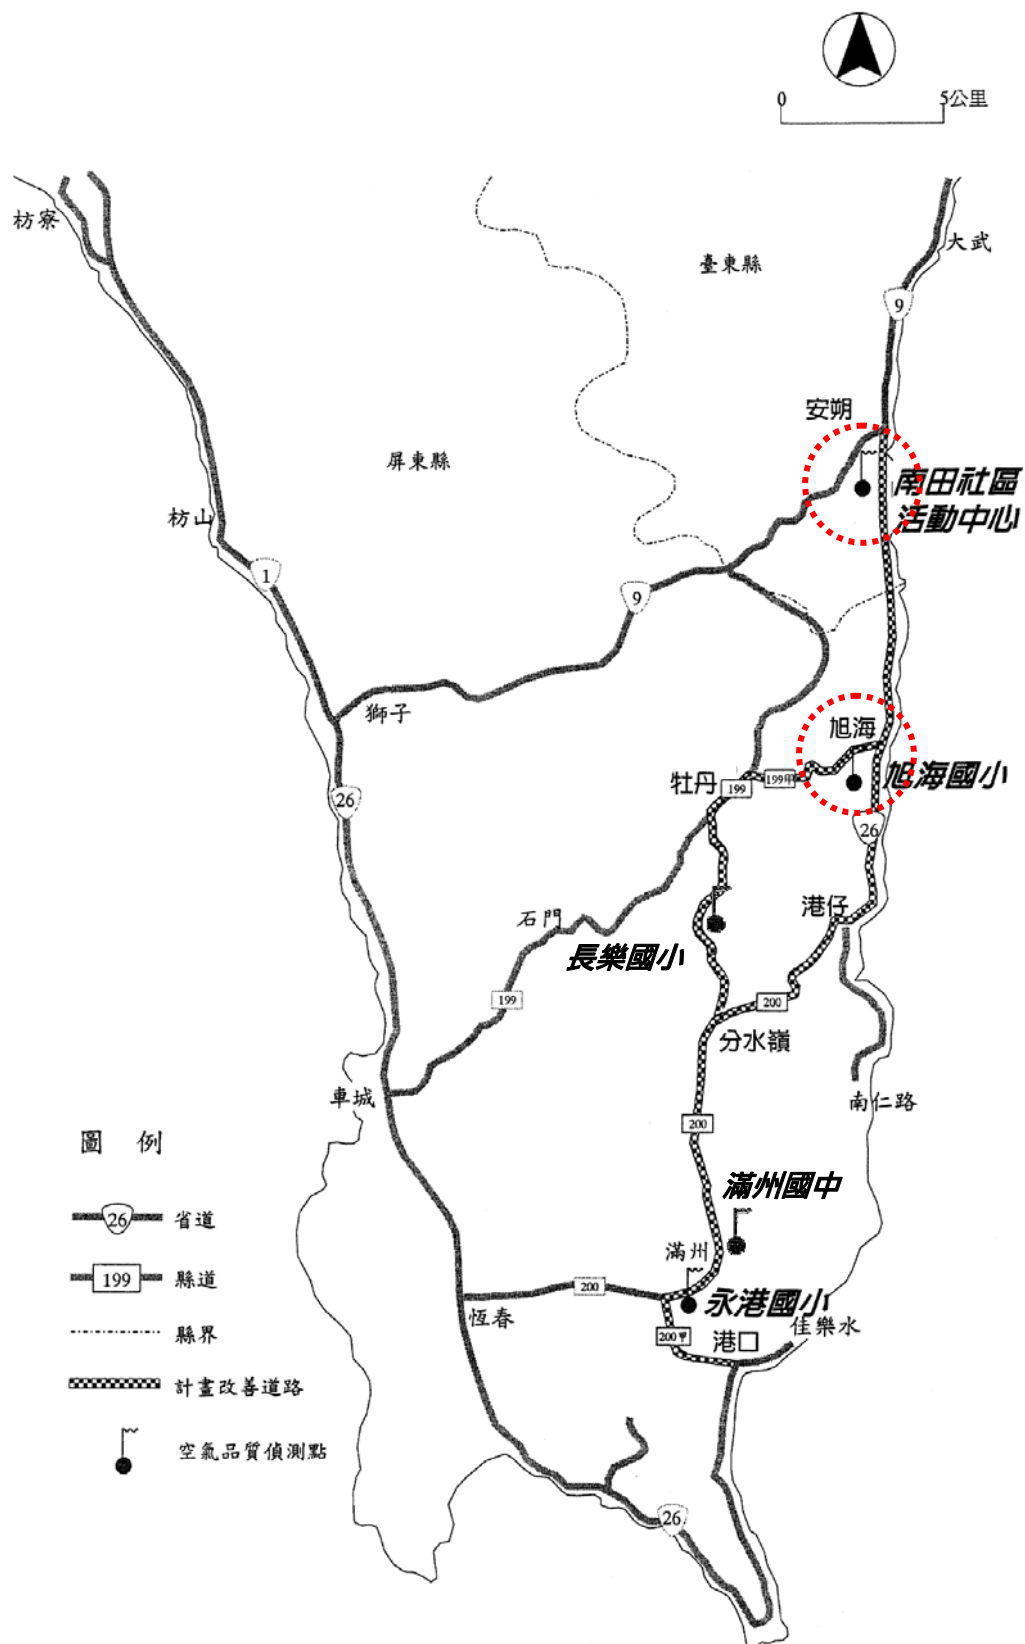 0 5公里
枋寮
大武
臺東縣
9
安朔
屏東縣
南田社區
活動中心
枋山
1
9
獅子
旭海
牡丹
199
199甲
旭海國小
26
26
港仔
石門
長樂國小
199
200
分水嶺
車城
南仁路
200
圖 例
滿州國中
26 省道
滿州
199 縣道
200
永港國小
恆春
佳樂水
縣界
200甲
港口
計畫改善道路
空氣品質偵測點
26